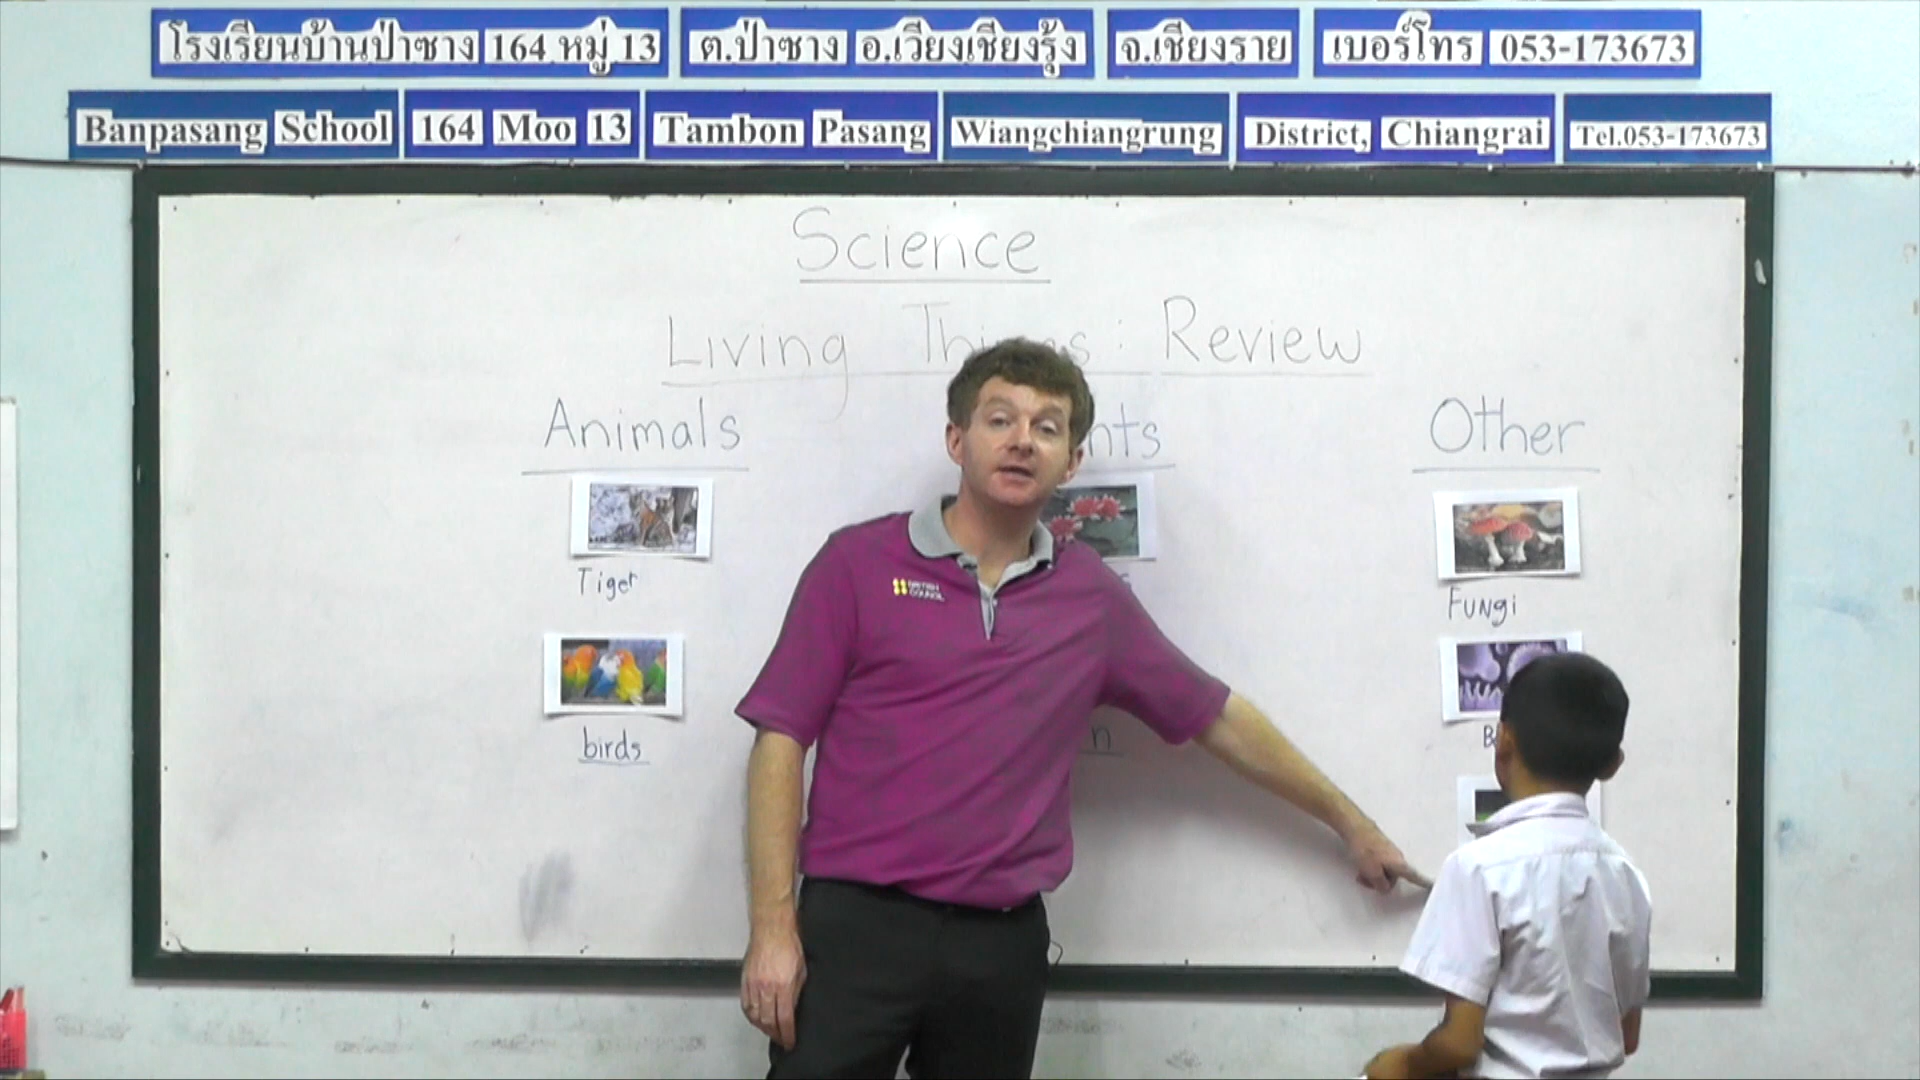 โรงเรียนบ้านป่าซาง 164 หมู่ 13 ต.ป่าซาง อ.เวียงเชียงรุ้ง จ.เชียงราย เบอร์โทร 053-173673
Banpasang School 164 Moo 13 Tambon Pasang Wiangchiangrung District, Chiangrai Tel.053-173673
Science
Living : Review
Animals Other
Tiger
Fungi
birds
BRITISH
COUNCIL